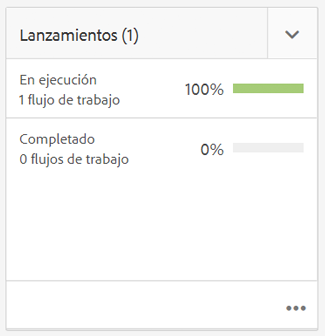 Lanzamientos (1)
En ejecución
1 flujo de trabajo
100%
Completado
0 flujos de trabajo
0%